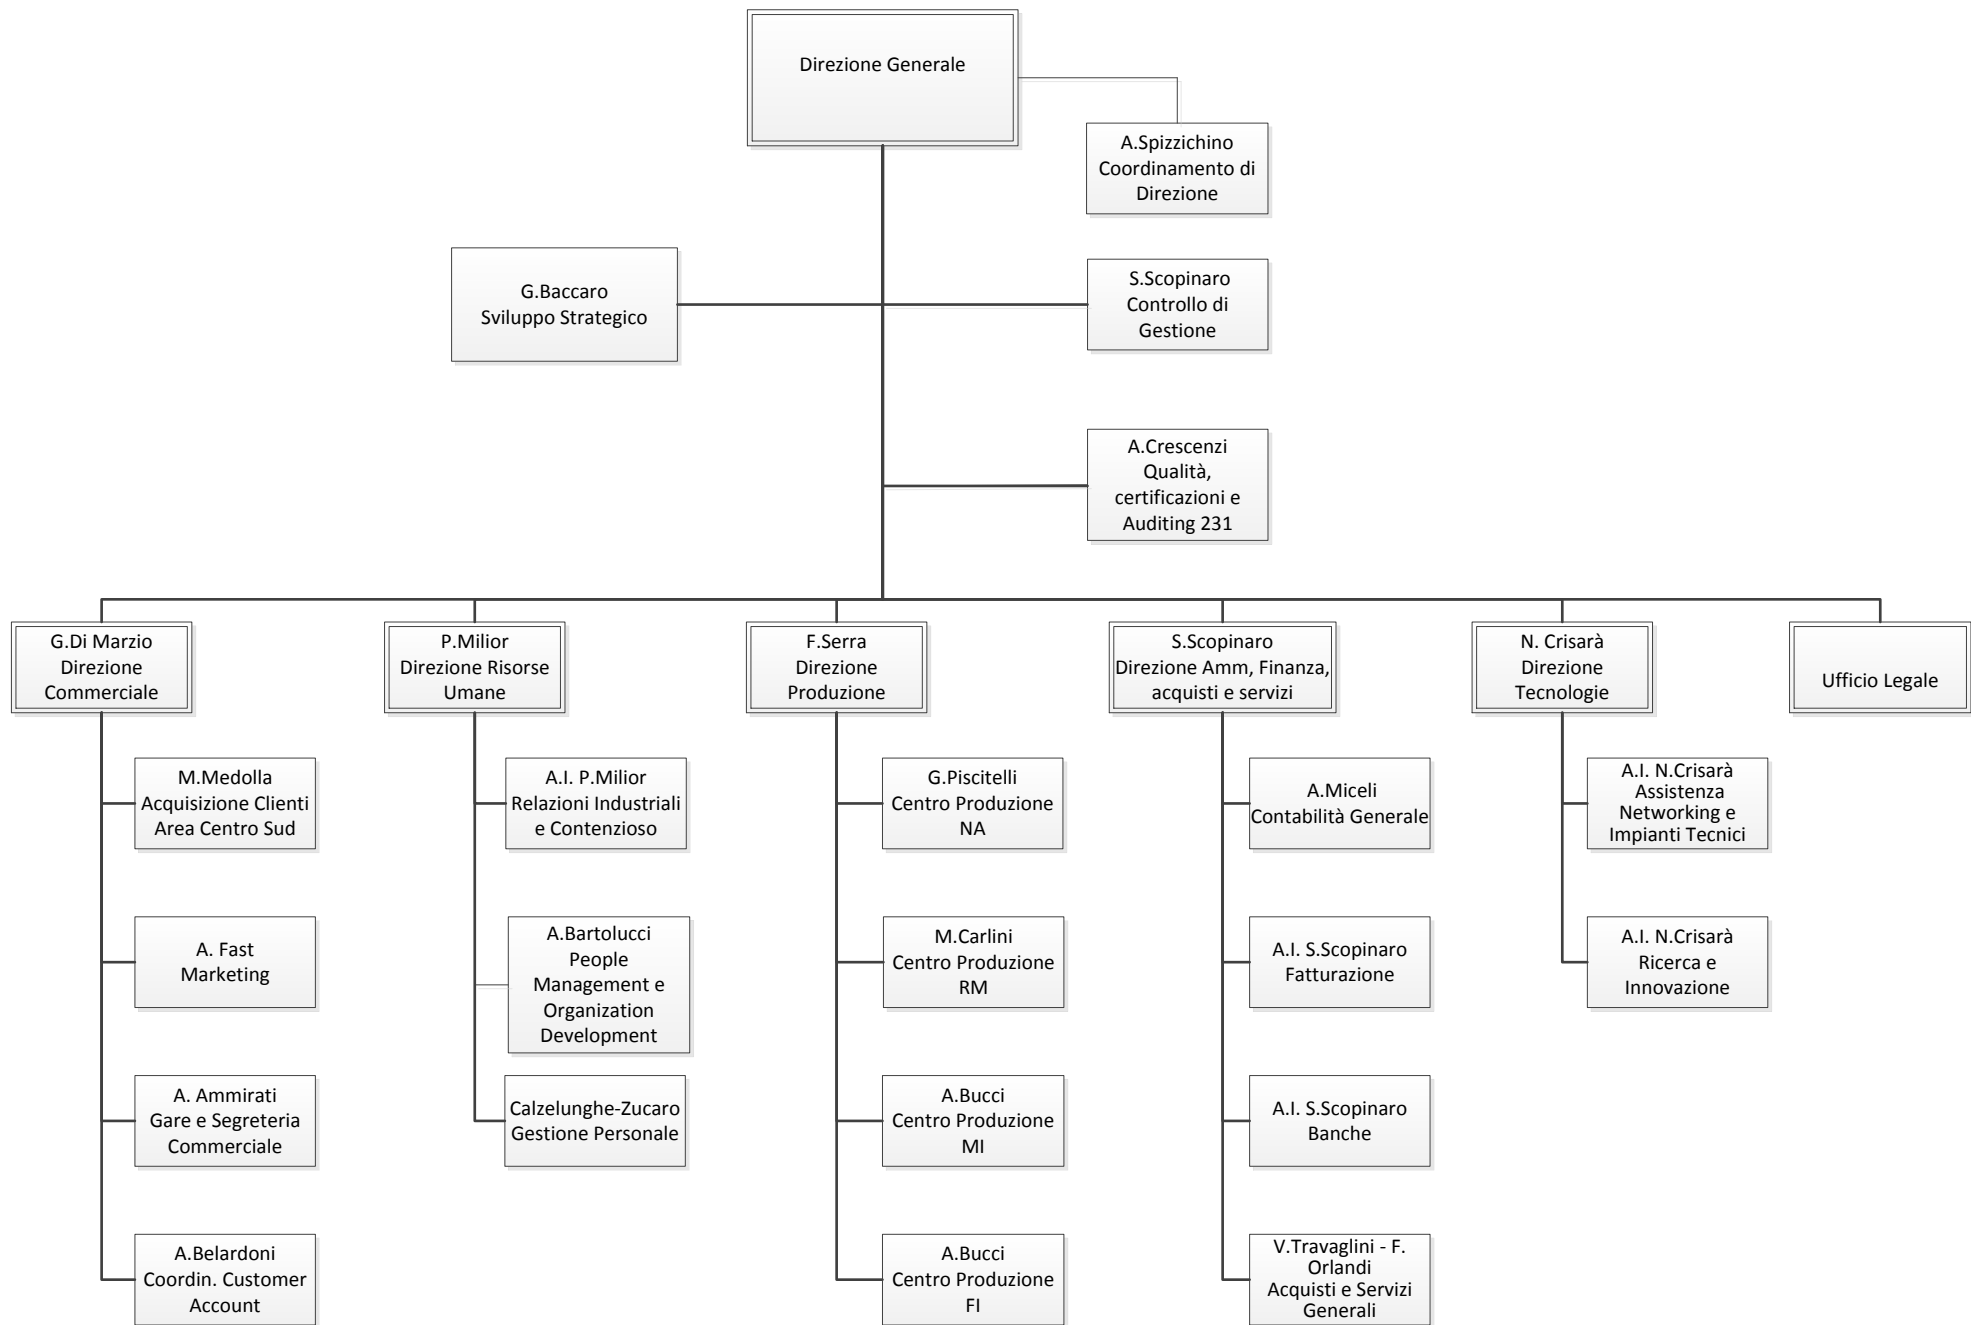 Direzione Generale
A.Spizzichino
Coordinamento di
Direzione
G.Baccaro
Sviluppo Strategico
S.Scopinaro
Controllo di
Gestione
A.Crescenzi
Qualità,
certificazioni e
Auditing 231
G.Di Marzio
Direzione
Commerciale
P.Milior
Direzione Risorse
Umane
F.Serra
Direzione
Produzione
S.Scopinaro
Direzione Amm, Finanza,
acquisti e servizi
N. Crisarà
Direzione
Tecnologie
Ufficio Legale
M.Medolla
Acquisizione Clienti
Area Centro Sud
A.I. P.Milior
Relazioni Industriali
e Contenzioso
G.Piscitelli
Centro Produzione
NA
A.Miceli
Contabilità Generale
A.I. N.Crisarà
Assistenza
Networking e
Impianti Tecnici
A. Fast
Marketing
A.Bartolucci
People
Management e
Organization
Development
M.Carlini
Centro Produzione
RM
A.I. S.Scopinaro
Fatturazione
A.I. N.Crisarà
Ricerca e
Innovazione
A. Ammirati
Gare e Segreteria
Commerciale
Calzelunghe-Zucaro
Gestione Personale
A.Bucci
Centro Produzione
MI
A.I. S.Scopinaro
Banche
A.Belardoni
Coordin. Customer
Account
A.Bucci
Centro Produzione
FI
V.Travaglini - F.
Orlandi
Acquisti e Servizi
Generali